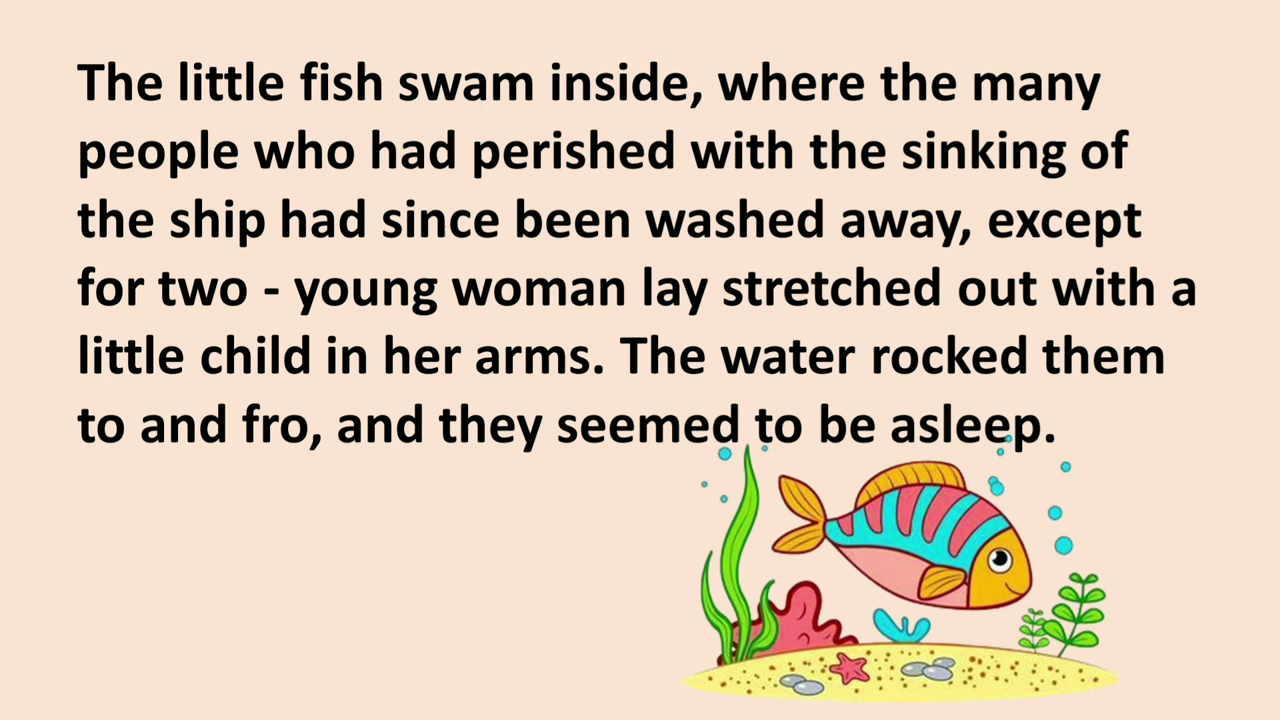 The little fish swam inside, where the many
people who had perished with the sinking of
the ship had since been washed away, except
for two - young woman lay stretched out with a
little child in her arms. The water rocked them
to and fro, and they seemed to be asleep.